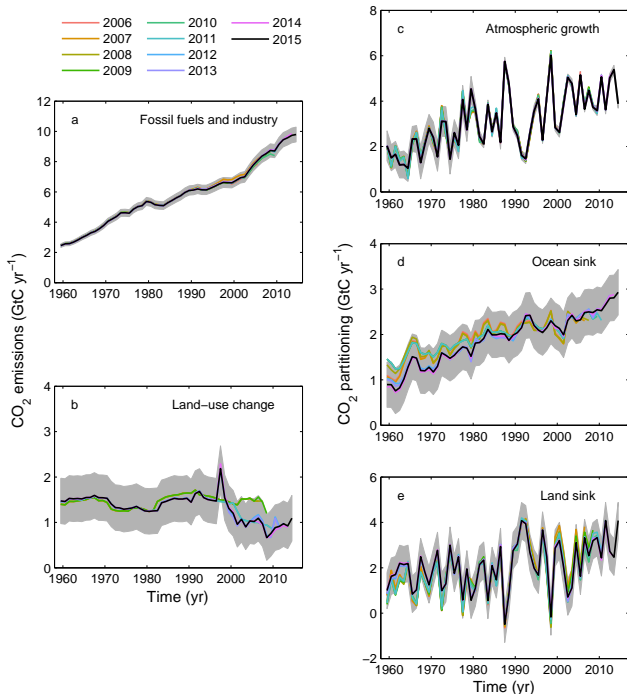 2006
2007
2008
2009
2010
2011
2012
2013
2014
2015
a Fossil fuels and industry
12
10
8
6
4
2
0
1960 1970 1980 1990 2000 2010
CO2 emissions (GtC yr−1)
b Land−use change
4
3
2
1
0
1960 1970 1980 1990 2000 2010
Time (yr)
c Atmospheric growth
8
6
4
2
0
1960 1970 1980 1990 2000 2010
d Ocean sink
4
3
2
1
0
1960 1970 1980 1990 2000 2010
CO2 partitioning (GtC yr−1)
e Land sink
6
4
2
0
−2
1960 1970 1980 1990 2000 2010
Time (yr)